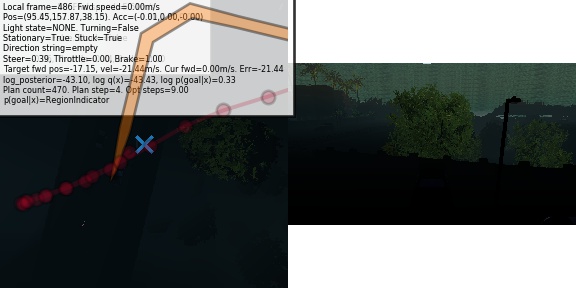 Local frame=486. Fwd speed=0.00m/s
Pos=(95.45,157.87,38.15). Acc=(-0.01,0.00,-0.00)
Light state=NONE. Turning=False
Stationary=True. Stuck=True
Direction string=empty
Steer=0.39, Throttle=0.00, Brake=1.00
Target fwd pos=-17.15, vel=-21.44m/s. Cur fwd=0.00m/s. Err=-21.44
log_posterior=-43.10, log q(x)=-43.43, log p(goal|x)=0.33
Plan count=470. Plan step=4. Opt steps=9.00
p(goal|x)=RegionIndicator